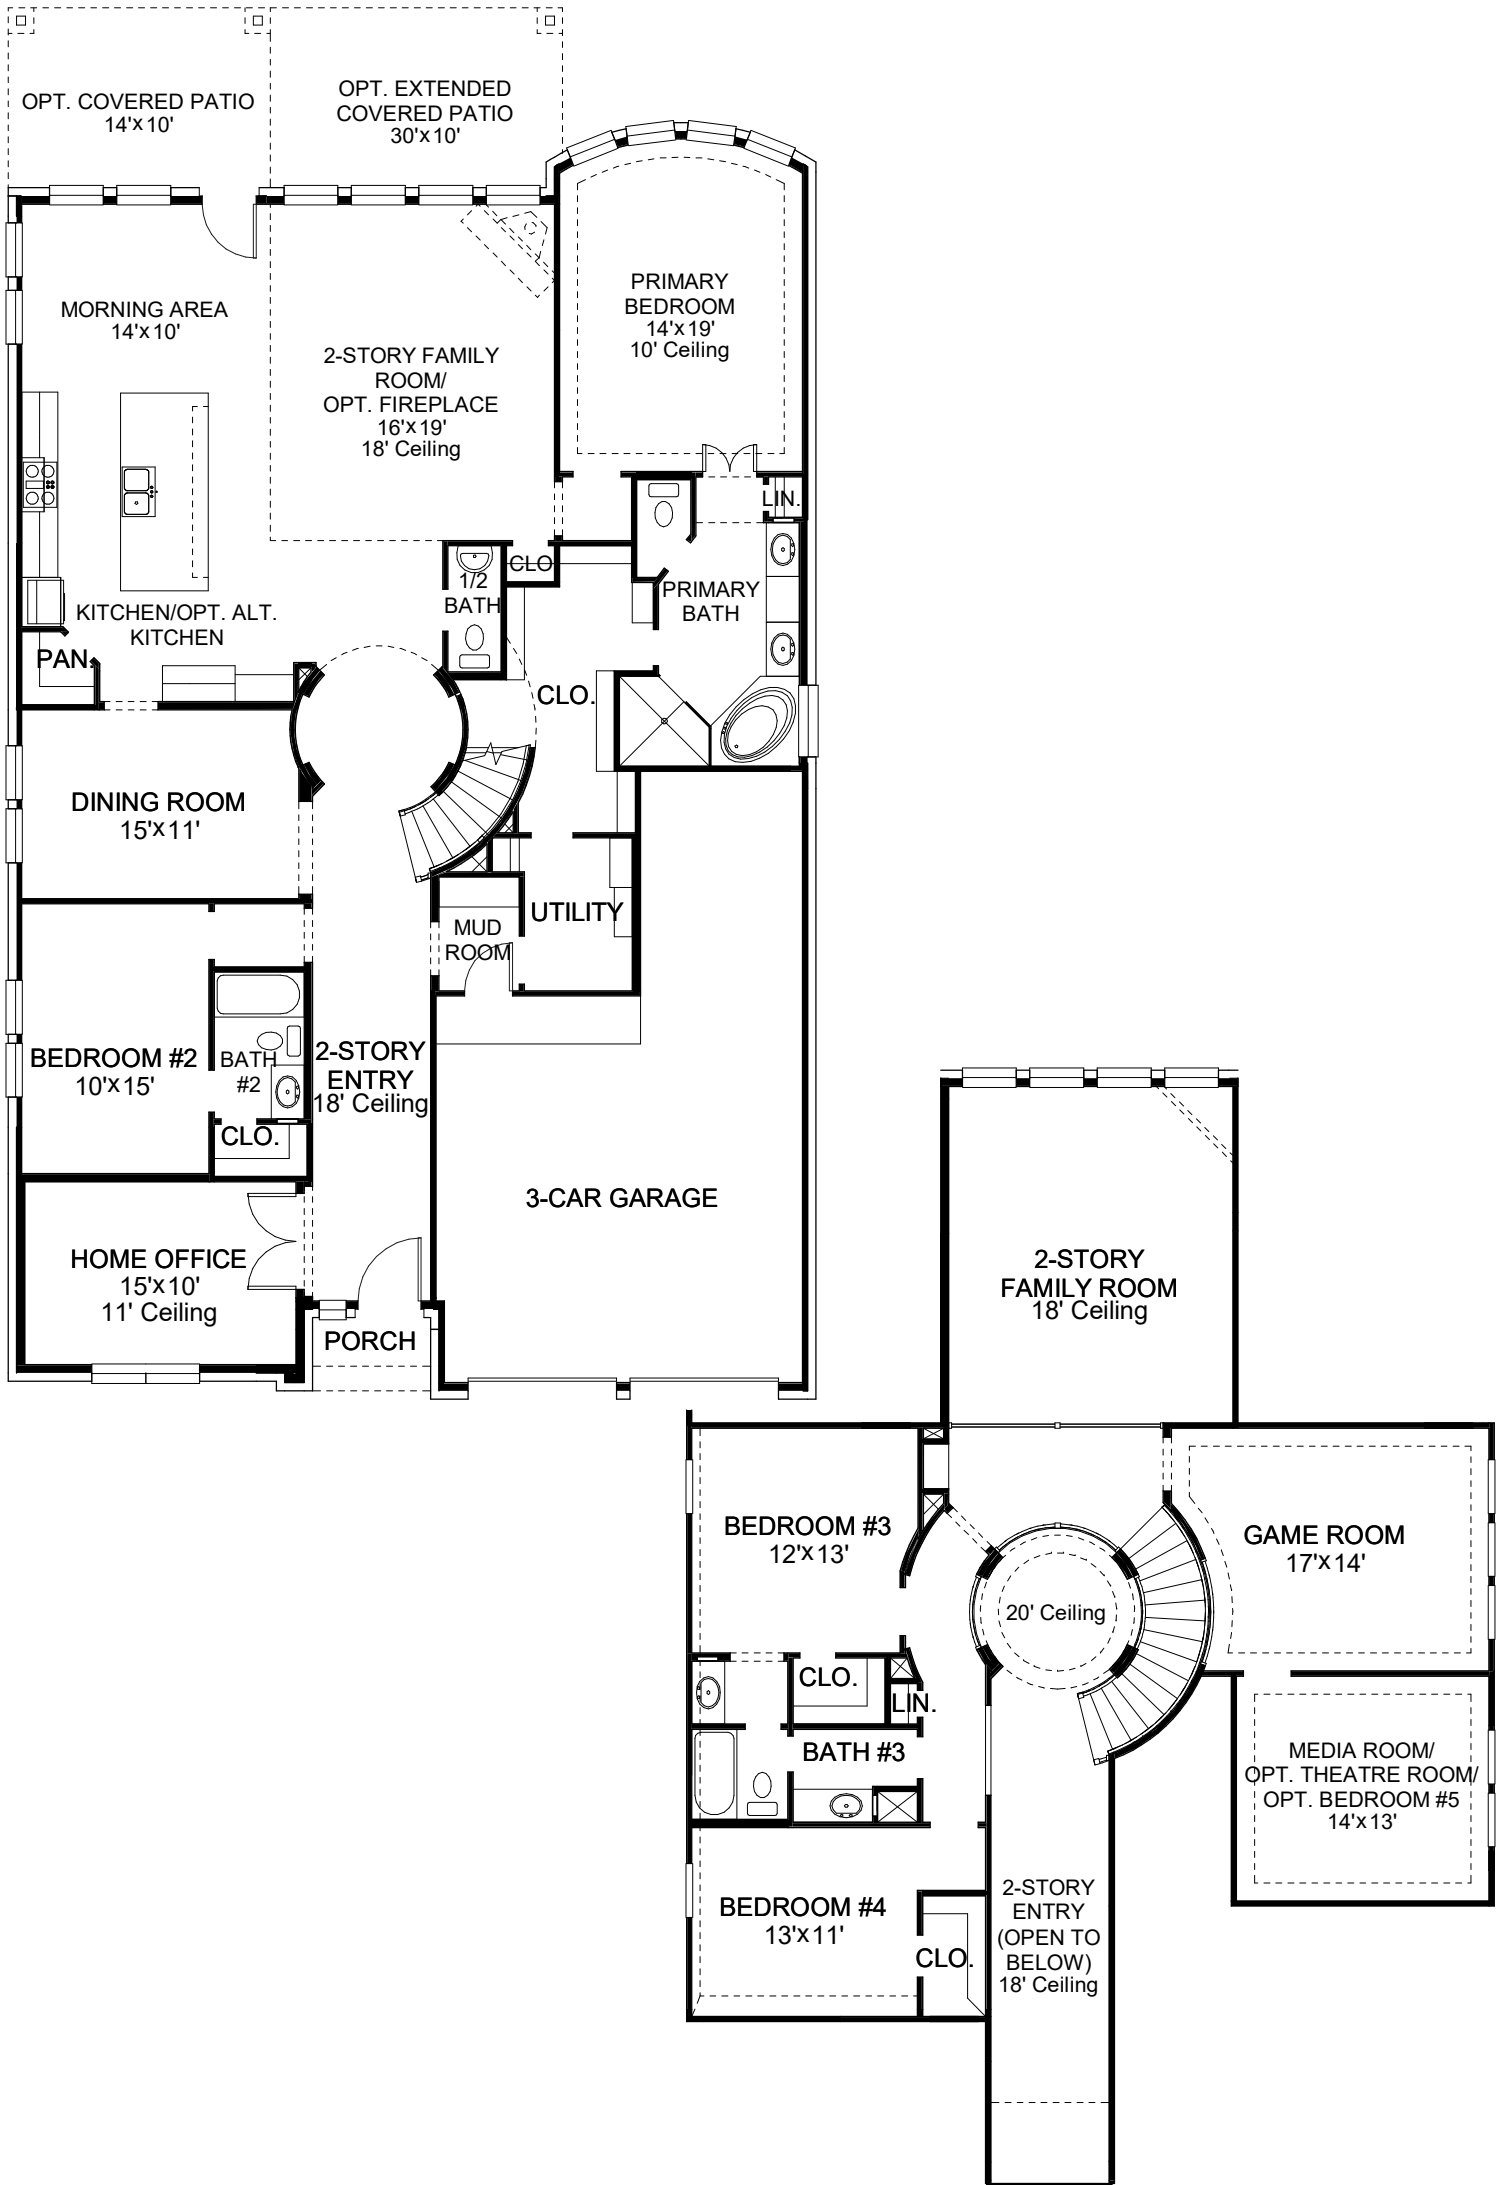 OPT. COVERED PATIO
14'x10'
OPT. EXTENDED
COVERED PATIO
30'x10'
MORNING AREA
14'x10'
2-STORY FAMILY
ROOM/
OPT. FIREPLACE
16'x19'
18' Ceiling
PRIMARY
BEDROOM
14'x19'
10' Ceiling
LIN.
CLO
1/2
BATH
PRIMARY
BATH
KITCHEN/OPT. ALT.
KITCHEN
PAN.
CLO.
DINING ROOM
15'x11'
MUD
ROOM
UTILITY
BEDROOM #2
10'x15'
BATH
#2
CLO.
2-STORY
ENTRY
18' Ceiling
3-CAR GARAGE
HOME OFFICE
15'x10'
11' Ceiling
PORCH
2-STORY
FAMILY ROOM
18' Ceiling
BEDROOM #3
12'x13'
GAME ROOM
17'x14'
20' Ceiling
CLO.
LIN.
BATH #3
MEDIA ROOM/
OPT. THEATRE ROOM/
OPT. BEDROOM #5
14'x13'
BEDROOM #4
13'x11'
CLO.
2-STORY
ENTRY
(OPEN TO
BELOW)
18' Ceiling